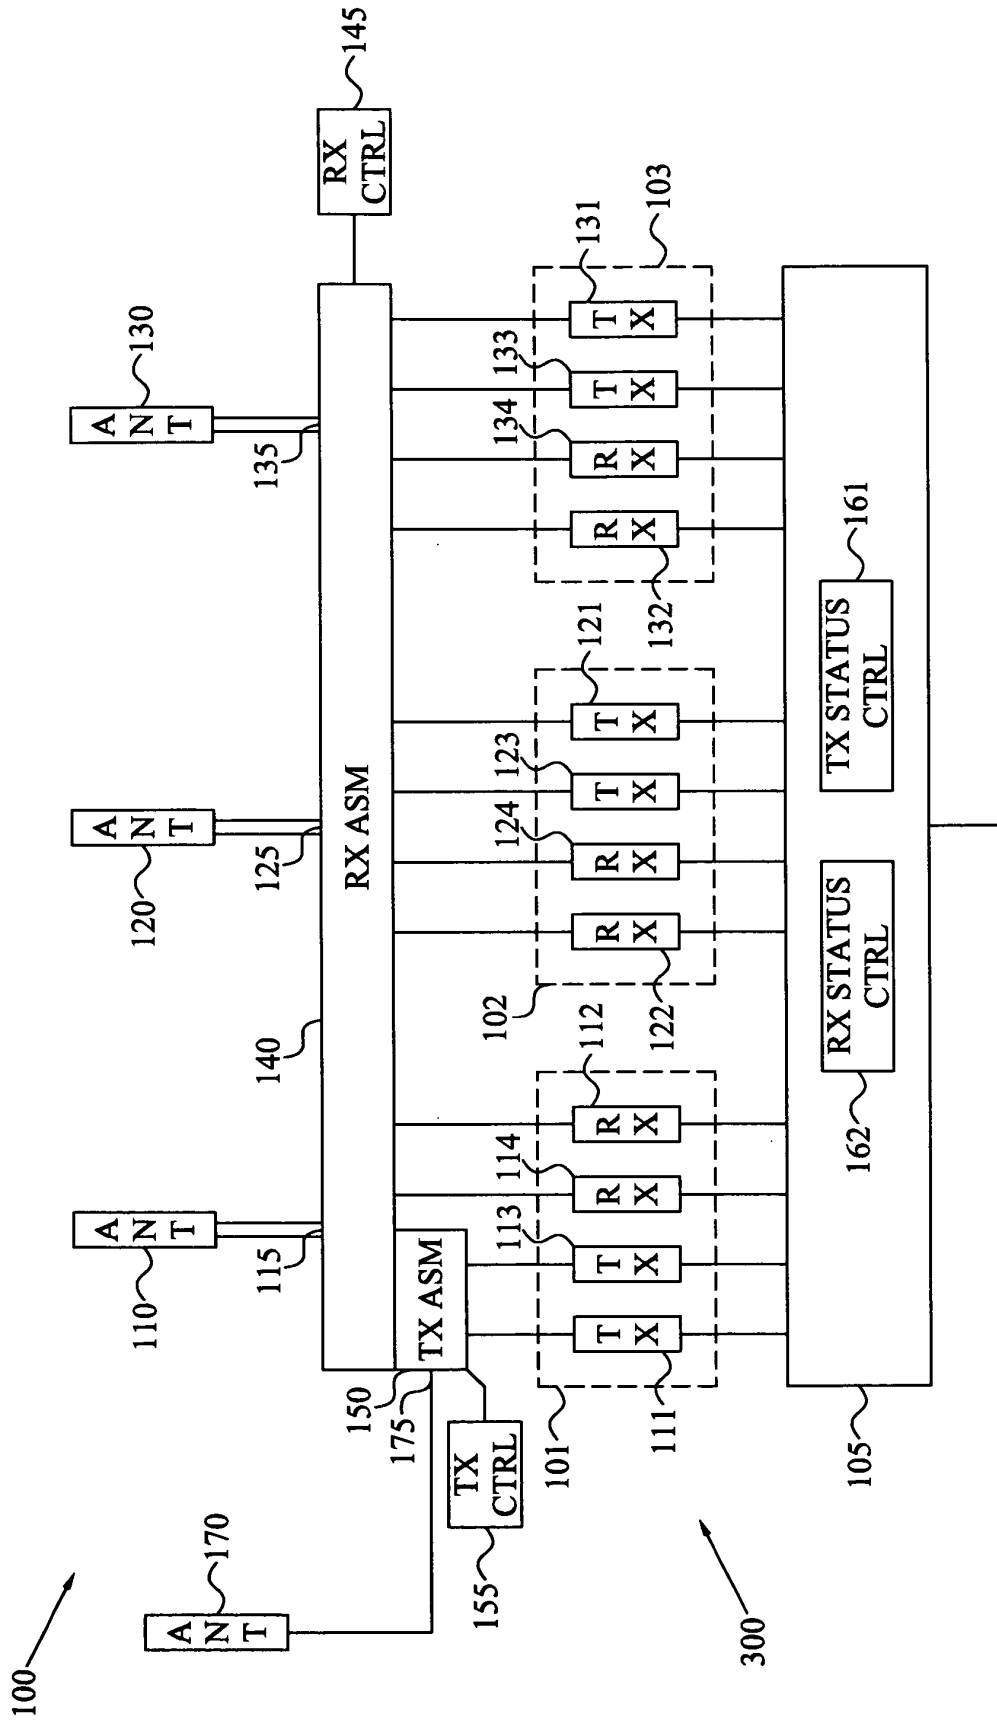 100
A
N
T
170
A
N
T
110
115
A
N
T
120
125
A
N
T
130
135
140
RX ASM
RX
CTRL
145
150
175
TX ASM
TX
CTRL
155
101
T
X
111
T
X
113
R
X
114
R
X
112
102
R
X
122
R
X
124
T
X
123
T
X
121
R
X
132
R
X
134
T
X
133
T
X
131
103
300
105
RX STATUS
CTRL
162
TX STATUS
CTRL
161